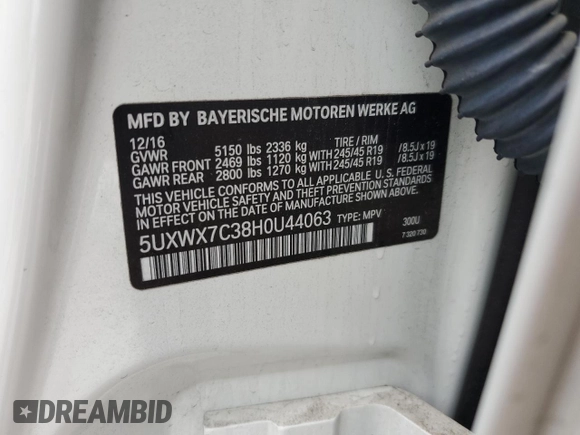 MFD BY BAYERISCHE MOTOREN WERKE AG
12/16
GVWR 5150 lbs 2336 kg TIRE / RIM
GAWR FRONT 2469 lbs 1120 kg WITH 245/45 R19 / 8.5J x 19
GAWR REAR 2800 lbs 1270 kg WITH 245/45 R19 / 8.5J x 19
THIS VEHICLE CONFORMS TO ALL APPLICABLE U. S. FEDERAL
MOTOR VEHICLE SAFETY, BUMPER, AND THEFT PREVENTION
STANDARDS IN EFFECT ON THE DATE OF MANUFACTURE SHOWN
ABOVE.
5UXWX7C38H0U44063 TYPE: MPV 300U
7 320 730
DREAMBID